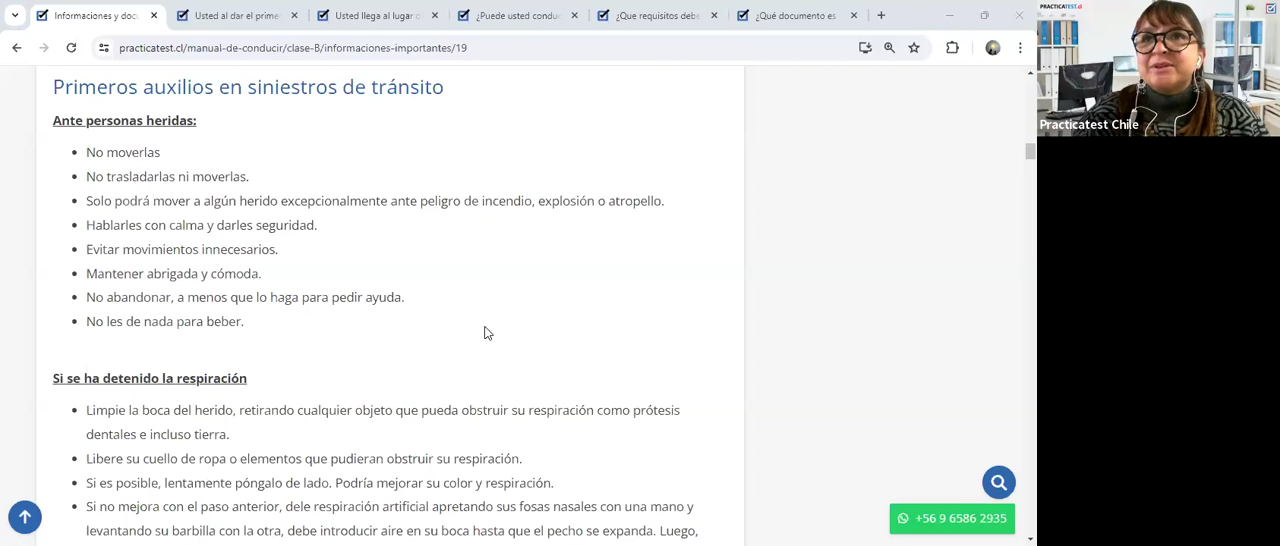 Informaciones y docu
Usted al dar el primer
Usted llega al lugar o
¿Puede usted condu
¿Que requisitos debe
¿Qué documento es
practicatest.cl/manual-de-conducir/clase-B/informaciones-importantes/19
PRACTICATEST.cl
Practicatest Chile
Primeros auxilios en siniestros de tránsito
Ante personas heridas:
No moverlas
No trasladarlas ni moverlas.
Solo podrá mover a algún herido excepcionalmente ante peligro de incendio, explosión o atropello.
Hablarles con calma y darles seguridad.
Evitar movimientos innecesarios.
Mantener abrigada y cómoda.
No abandonar, a menos que lo haga para pedir ayuda.
No les de nada para beber.
Si se ha detenido la respiración
Limpie la boca del herido, retirando cualquier objeto que pueda obstruir su respiración como prótesis
dentales e incluso tierra.
Libere su cuello de ropa o elementos que pudieran obstruir su respiración.
Si es posible, lentamente póngalo de lado. Podría mejorar su color y respiración.
Si no mejora con el paso anterior, dele respiración artificial apretando sus fosas nasales con una mano y
levantando su barbilla con la otra, debe introducir aire en su boca hasta que el pecho se expanda. Luego,
+56 9 6586 2935